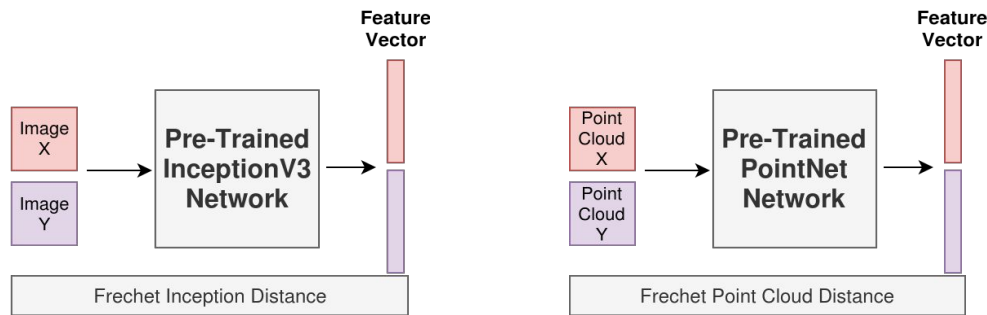 Feature
Vector
Image
X
Image
Y
Pre-Trained
InceptionV3
Network
Frechet Inception Distance
Feature
Vector
Point
Cloud
X
Point
Cloud
Y
Pre-Trained
PointNet
Network
Frechet Point Cloud Distance